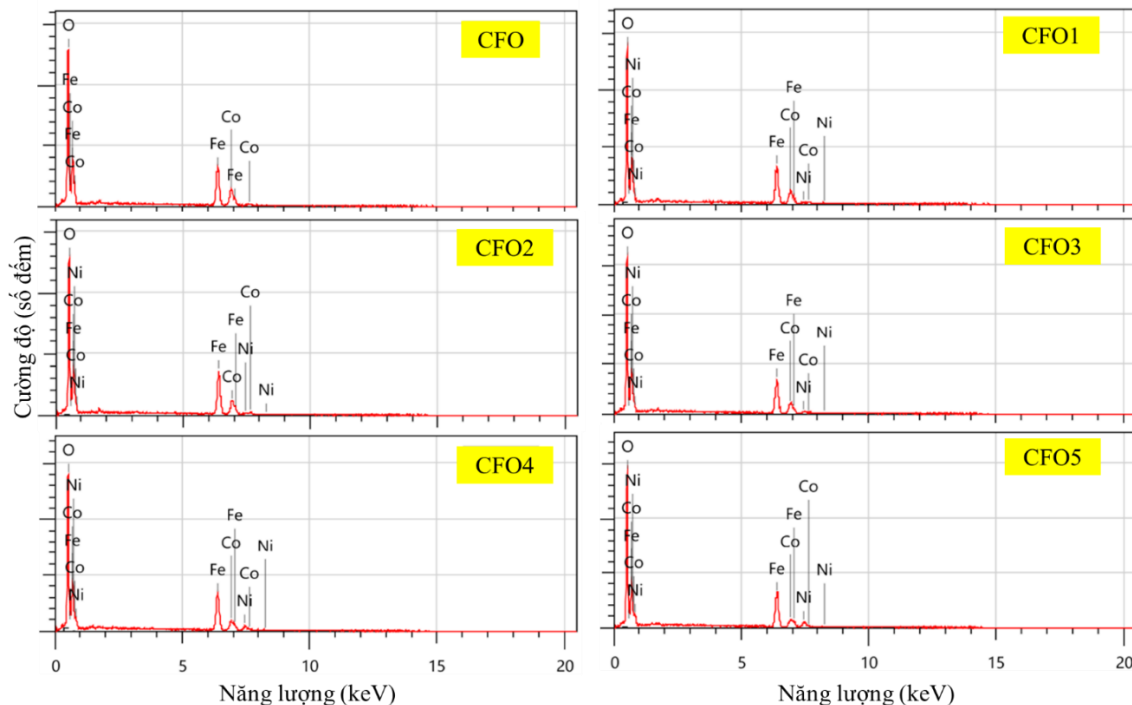 CFO
O
Fe
Co
Fe
Co
Fe
Co
Fe
Co
CFO1
O
Ni
Co
Fe
Co
Ni
Fe
Co
Fe
Ni
Co
Ni
CFO2
O
Ni
Co
Fe
Co
Ni
Fe
Co
Fe
Ni
Co
Ni
CFO3
O
Ni
Co
Fe
Co
Ni
Fe
Co
Fe
Ni
Co
Ni
CFO4
O
Ni
Co
Fe
Co
Ni
Fe
Co
Fe
Ni
Co
Ni
0 5 10 15 20
CFO5
O
Ni
Co
Fe
Co
Ni
Fe
Co
Fe
Ni
Co
Ni
0 5 10 15 20
Cường độ (số đếm)
Năng lượng (keV)
Năng lượng (keV)